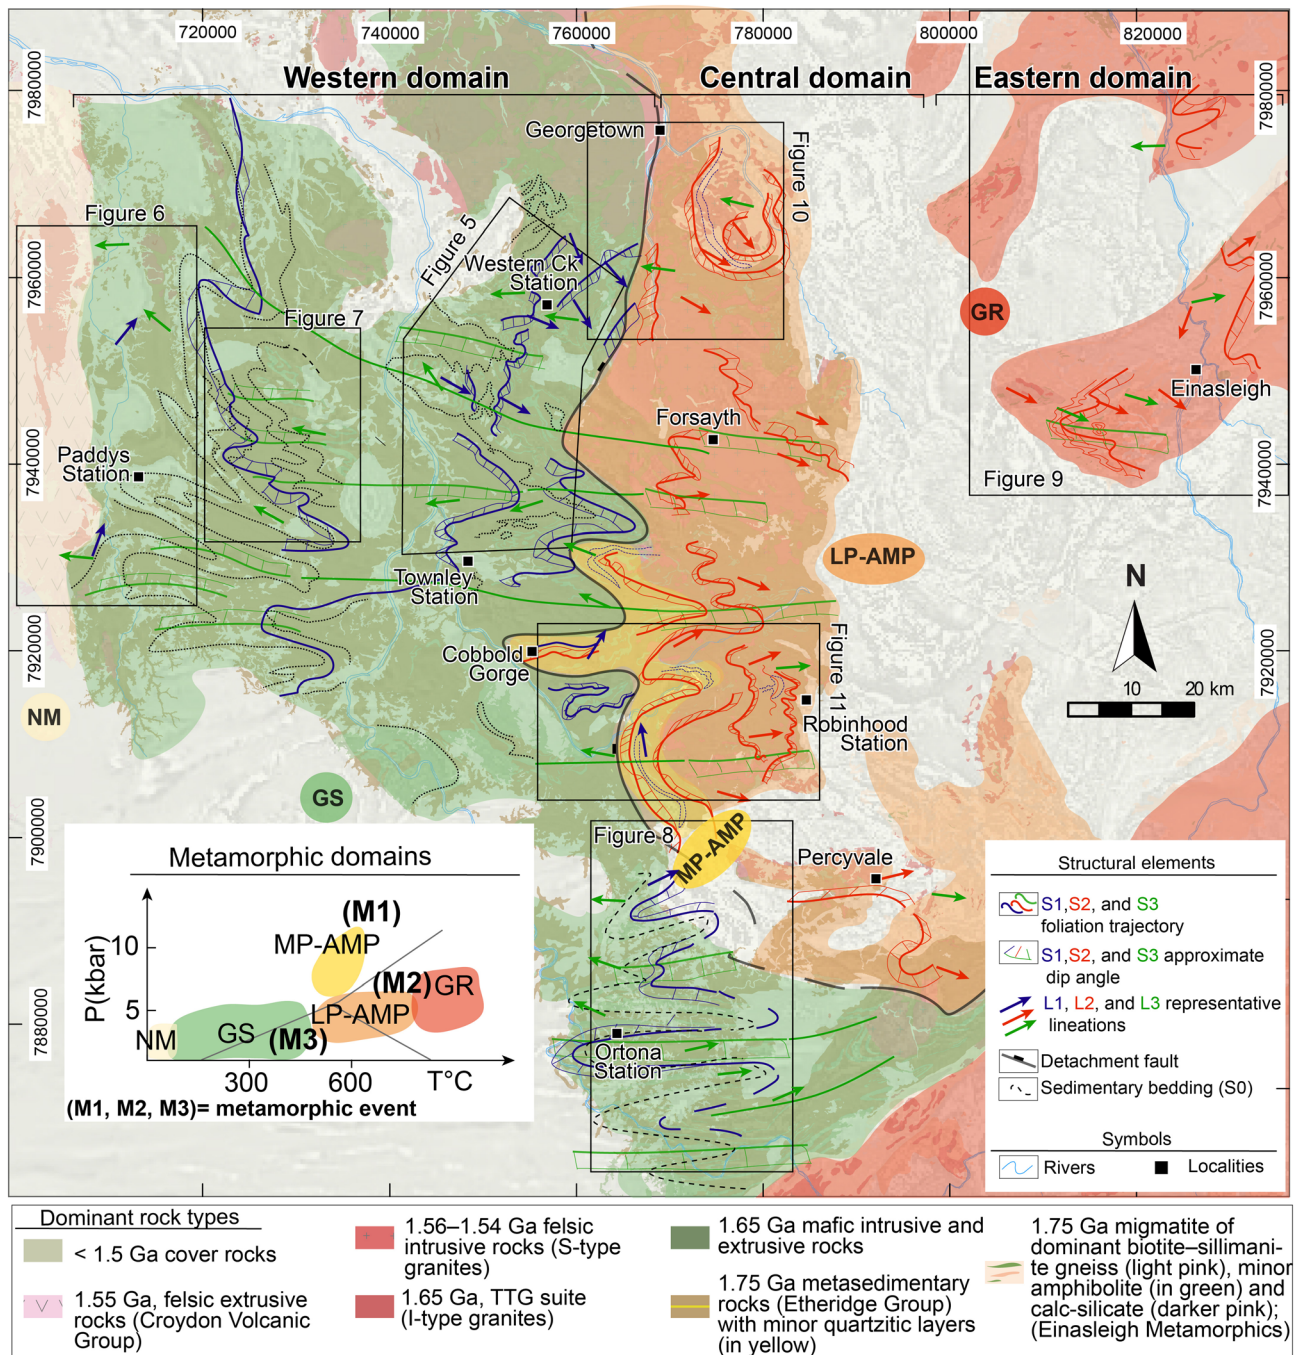 720000
740000
760000
780000
800000
820000
Western domain
Central domain
Eastern domain
7980000
7980000
Georgetown
Figure 10
Figure 6
Figure 5
Western Ck
Station
7960000
7960000
Figure 7
GR
Einasleigh
Forsayth
Paddys
Station
7940000
7940000
Figure 9
LP-AMP
N
Townley
Station
7920000
7920000
Cobbold
Gorge
Figure 11
10
20 km
NM
Robinhood
Station
GS
7900000
Figure 8
MP-AMP
Percyvale
Ortona
Station
7880000
Metamorphic domains
(M1)
MP-AMP
P(kbar)
10
5
(M2)
GR
LP-AMP
NM
GS
(M3)
300
600
T°C
(M1, M2, M3)= metamorphic event
Structural elements
S1,S2, and S3
foliation trajectory
S1,S2, and S3 approximate
dip angle
L1, L2, and L3 representative
lineations
Detachment fault
Sedimentary bedding (S0)
Symbols
Rivers
Localities
Dominant rock types
< 1.5 Ga cover rocks
1.55 Ga, felsic extrusive
rocks (Croydon Volcanic
Group)
1.56–1.54 Ga felsic
intrusive rocks (S-type
granites)
1.65 Ga, TTG suite
(I-type granites)
1.65 Ga mafic intrusive and
extrusive rocks
1.75 Ga metasedimentary
rocks (Etheridge Group)
with minor quartzitic layers
(in yellow)
1.75 Ga migmatite of
dominant biotite–sillimani-
te gneiss (light pink), minor
amphibolite (in green) and
calc-silicate (darker pink);
(Einasleigh Metamorphics)